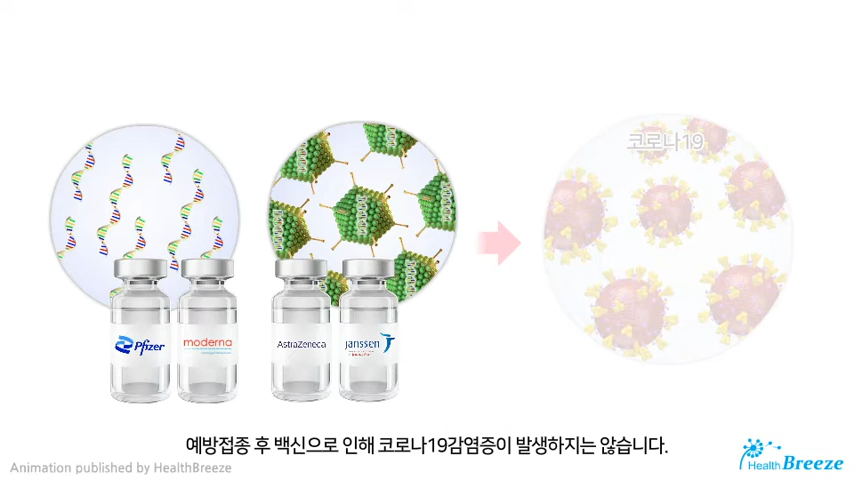 코로나19
Pfizer
moderna
AstraZeneca
janssen
예방접종 후 백신으로 인해 코로나19감염증이 발생하지는 않습니다.
Animation published by HealthBreeze
Health Breeze